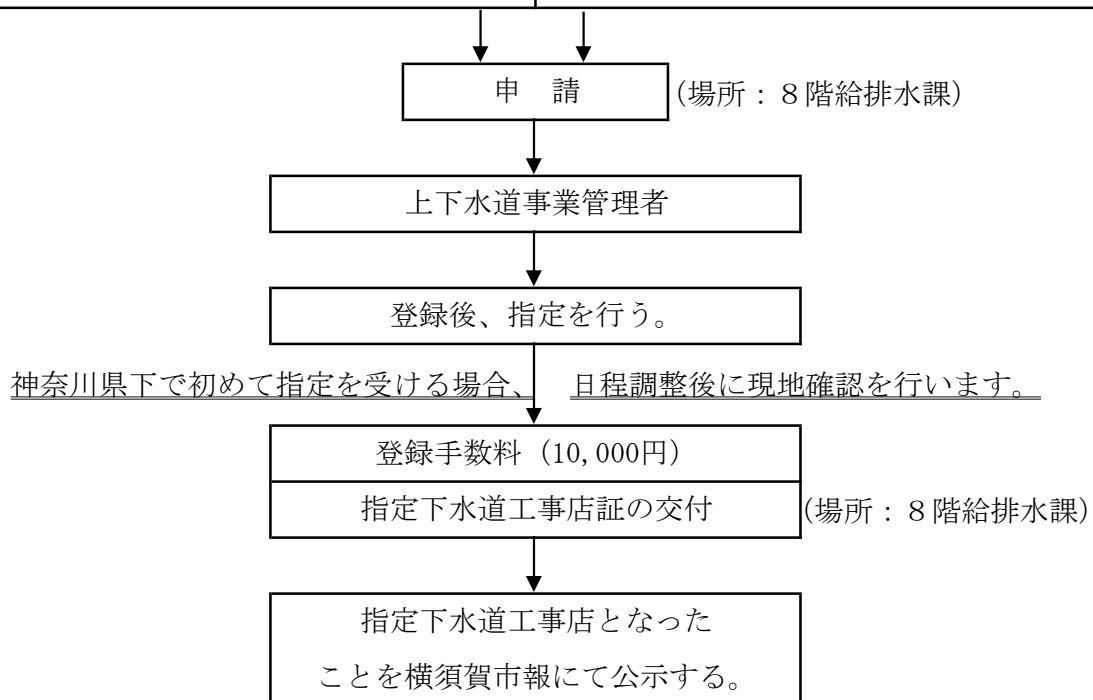 申　請
(場所：８階給排水課)
上下水道事業管理者
登録後、指定を行う。
神奈川県下で初めて指定を受ける場合、 日程調整後に現地確認を行います。
登録手数料（10,000円）
指定下水道工事店証の交付
(場所：８階給排水課)
指定下水道工事店となった
ことを横須賀市報にて公示する。